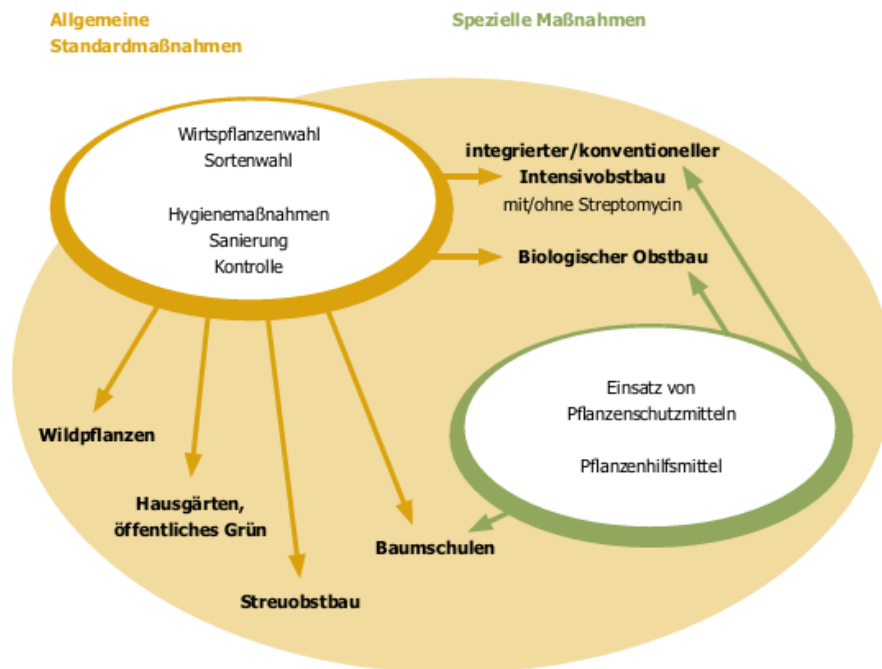 Allgemeine
Standardmaßnahmen
Spezielle Maßnahmen
Wirtspflanzenwahl
Sortenwahl
Hygienemaßnahmen
Sanierung
Kontrolle
integrierter/konventioneller
Intensivobstbau
mit/ohne Streptomycin
Biologischer Obstbau
Einsatz von
Pflanzenschutzmitteln
Pflanzenhilfsmittel
Wildpflanzen
Hausgärten,
öffentliches Grün
Baumschulen
Streuobstbau